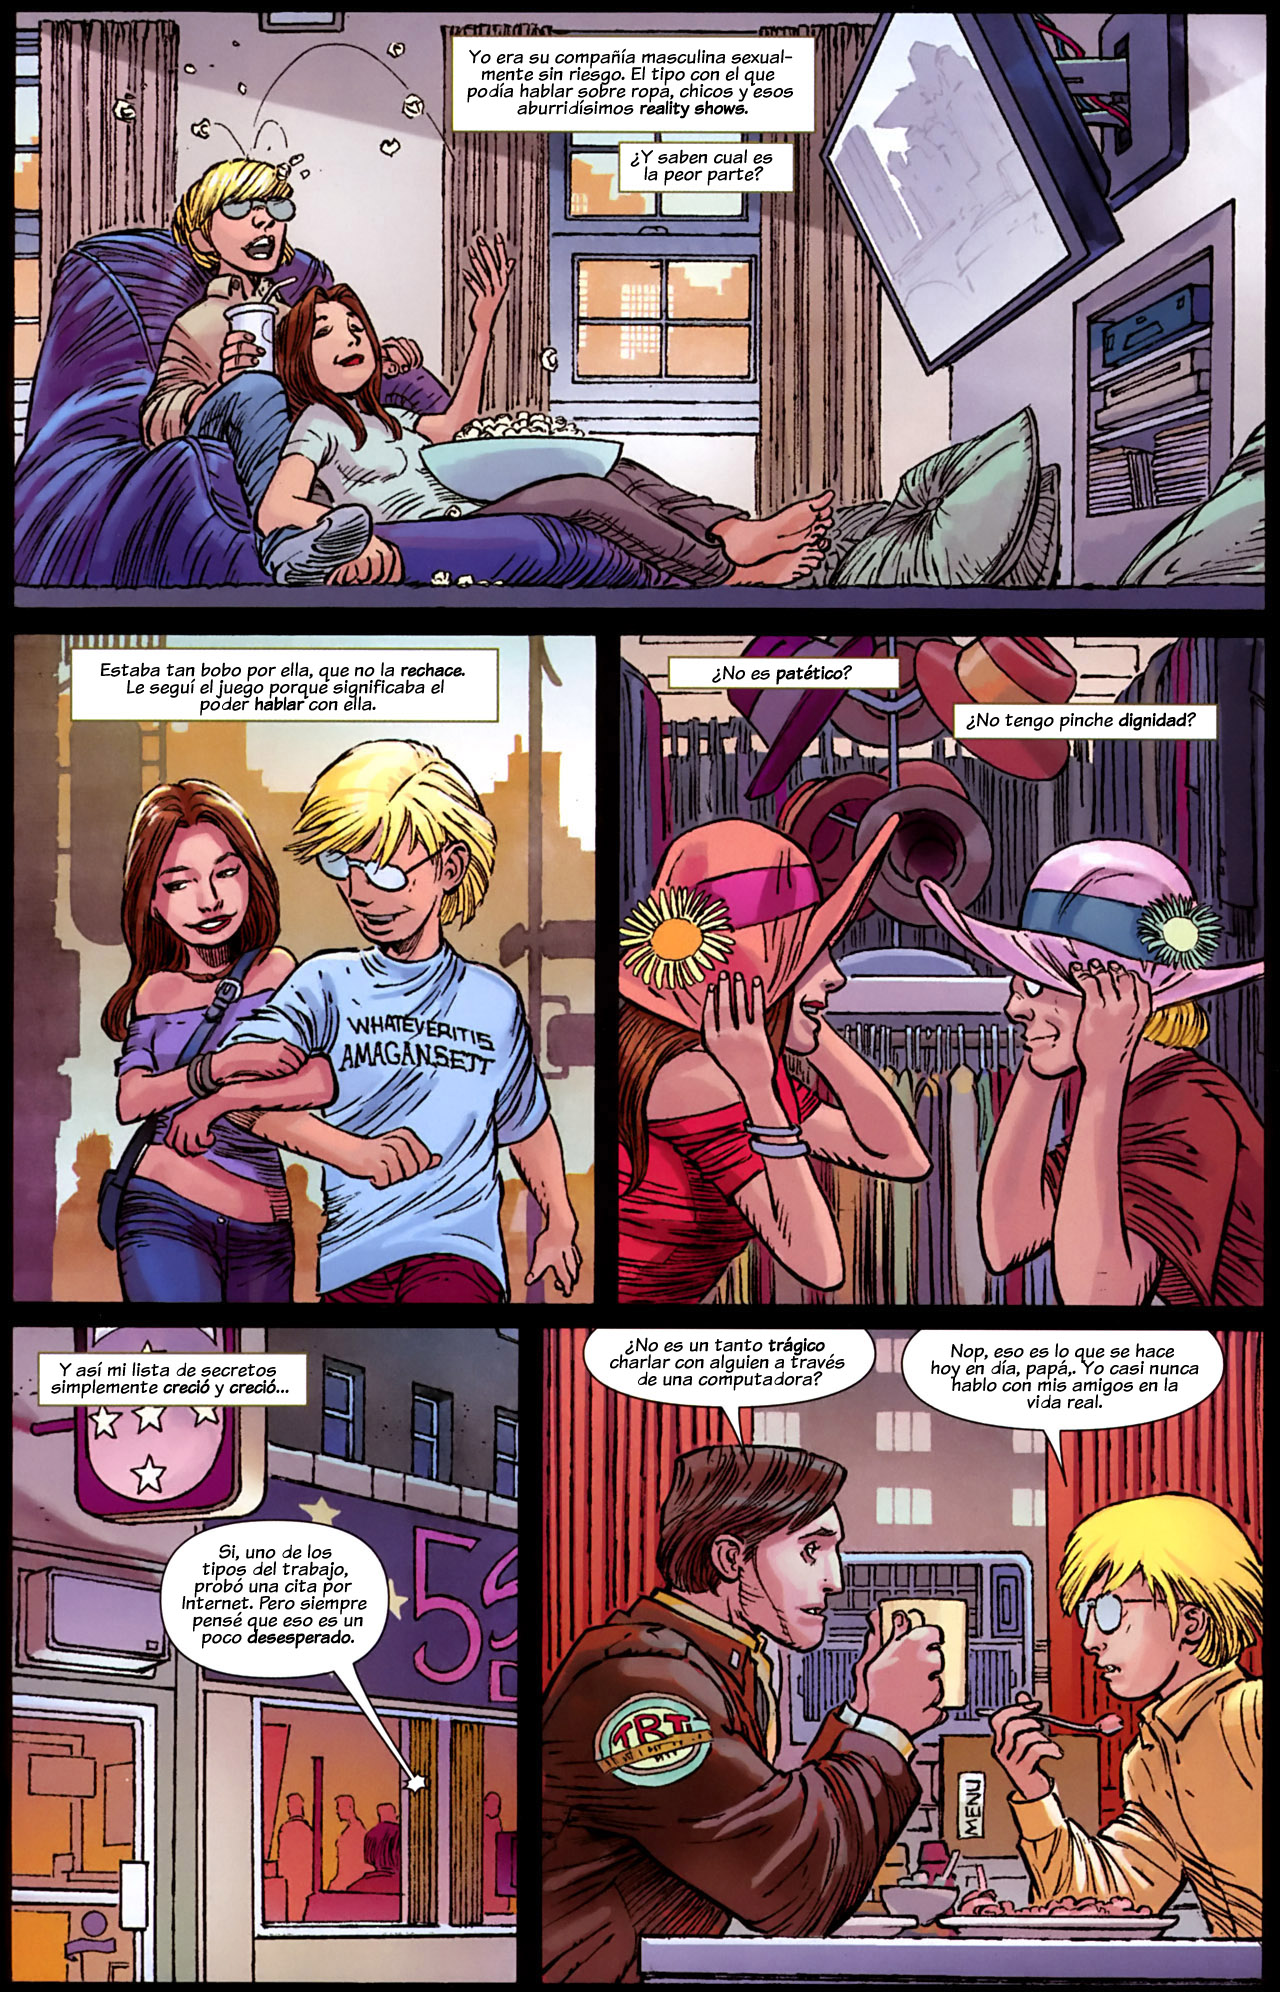 Yo era su compañía masculina sexual-
mente sin riesgo. El tipo con el que
podía hablar sobre ropa, chicos y esos
aburridísimos reality shows.
¿Y saben cual es
la peor parte?
Estaba tan bobo por ella, que no la rechace.
Le seguí el juego porque significaba el
poder hablar con ella.
WHATEVERITIS
AMAGANSETT
¿No es patético?
¿No tengo pinche dignidad?
Y así mi lista de secretos
simplemente creció y creció...
Si, uno de los
tipos del trabajo,
probó una cita por
Internet. Pero siempre
pensé que eso es un
poco desesperado.
¿No es un tanto trágico
charlar con alguien a través
de una computadora?
Nop, eso es lo que se hace
hoy en día, papá,. Yo casi nunca
hablo con mis amigos en la
vida real.
TRT
MENU